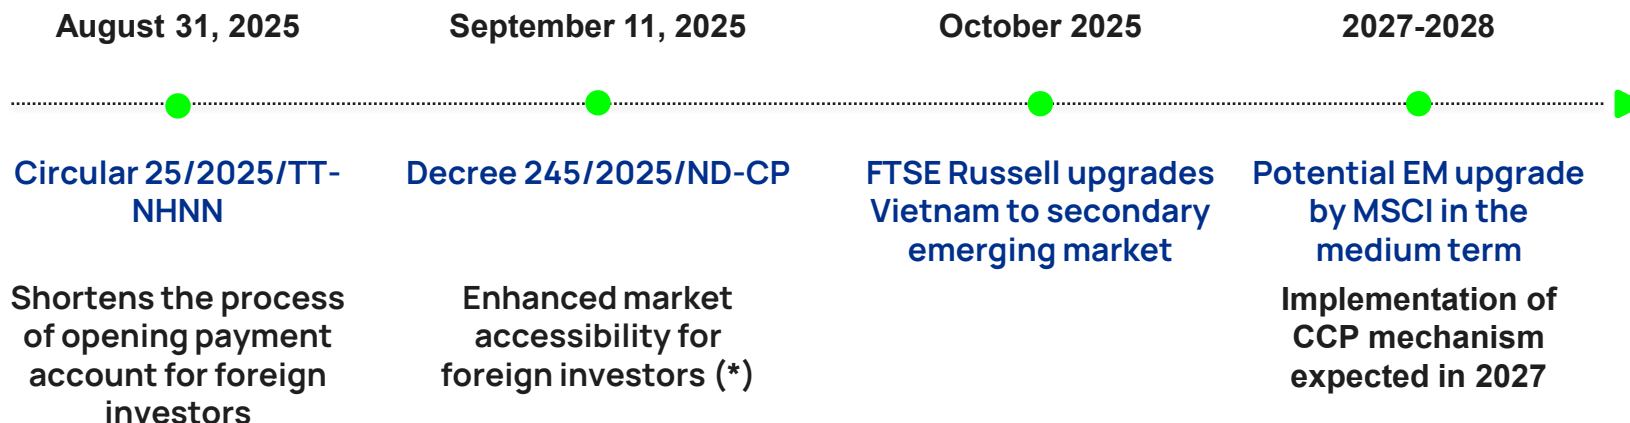 August 31, 2025
September 11, 2025
October 2025
2027-2028
Circular 25/2025/TT-
NHNN
Shortens the process
of opening payment
account for foreign
investors
Decree 245/2025/ND-CP
Enhanced market
accessibility for
foreign investors (*)
FTSE Russell upgrades
Vietnam to secondary
emerging market
Potential EM upgrade
by MSCI in the
medium term
Implementation of
CCP mechanism
expected in 2027